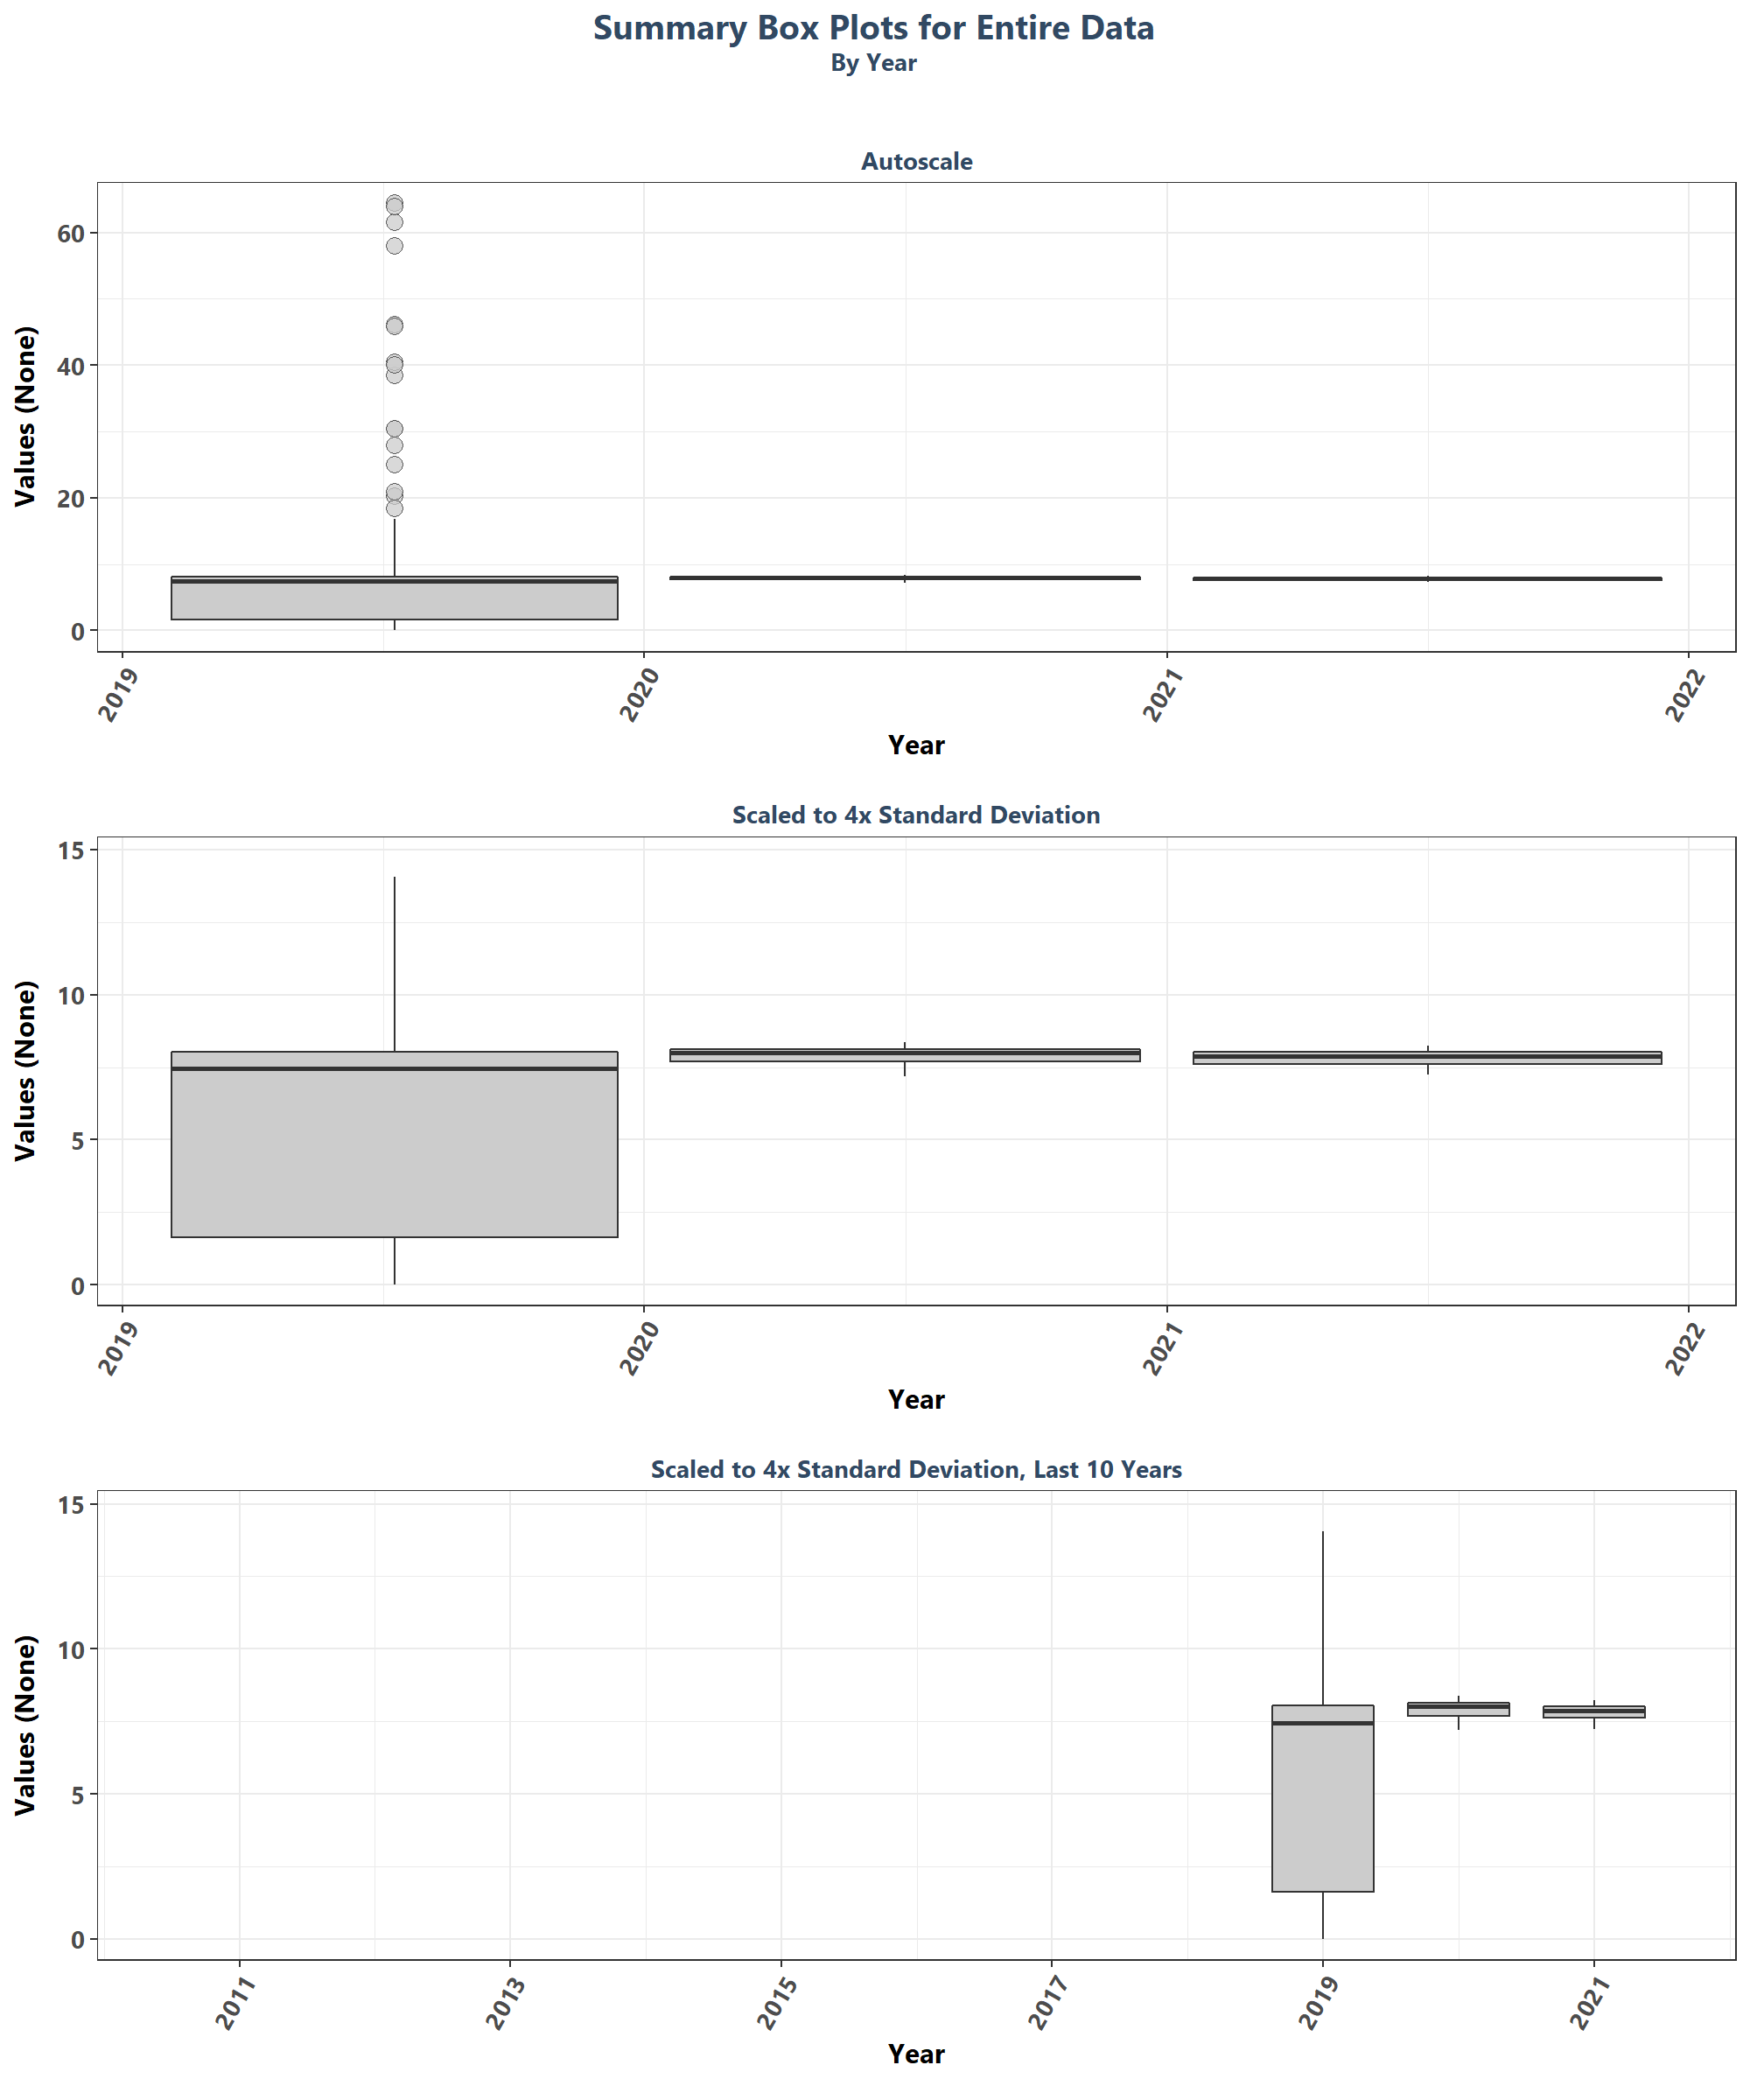 Summary Box Plots for Entire Data
By Year
Autoscale
Values (None)
60
40
20
0
2019
2020
2021
2022
Year
Scaled to 4x Standard Deviation
Values (None)
15
10
5
0
2019
2020
2021
2022
Year
Scaled to 4x Standard Deviation, Last 10 Years
Values (None)
15
10
5
0
2011
2013
2015
2017
2019
2021
Year